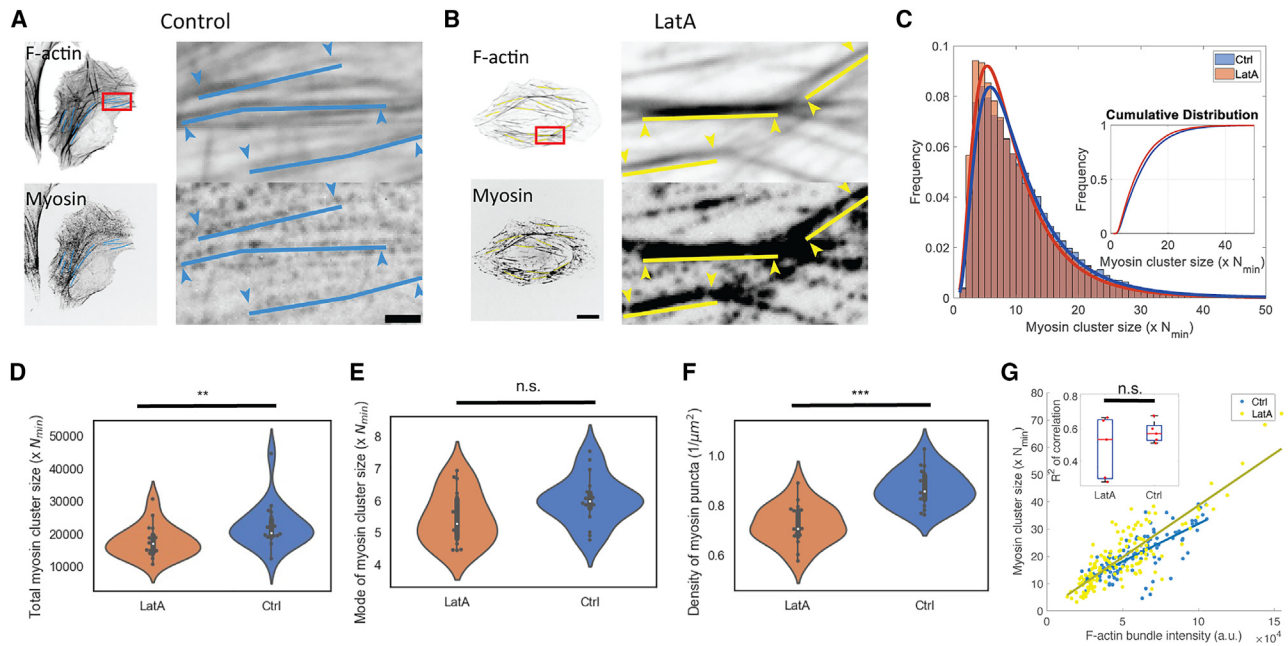 A
Control
F-actin
Myosin
B
LatA
F-actin
Myosin
C
Ctrl
LatA
0.1
0.08
0.06
0.04
0.02
0
Frequency
0 10 20 30 40 50
Myosin cluster size (x N_min)
Cumulative Distribution
1
0.5
0
Frequency
0 20 40
Myosin cluster size (x N_min)
D
**
Total myosin cluster size (x N_min)
50000
40000
30000
20000
10000
LatA Ctrl
E
n.s.
Mode of myosin cluster size (x N_min)
8
7
6
5
4
LatA Ctrl
F
***
Density of myosin puncta (1/μm²)
1.0
0.8
0.6
LatA Ctrl
G
n.s.
Ctrl
LatA
Myosin cluster size (x N_min)
80
70
60
50
40
30
20
10
0
R² of correlation
0.8
0.6
0.4
LatA Ctrl
0 5 10 15
×10⁴
F-actin bundle intensity (a.u.)